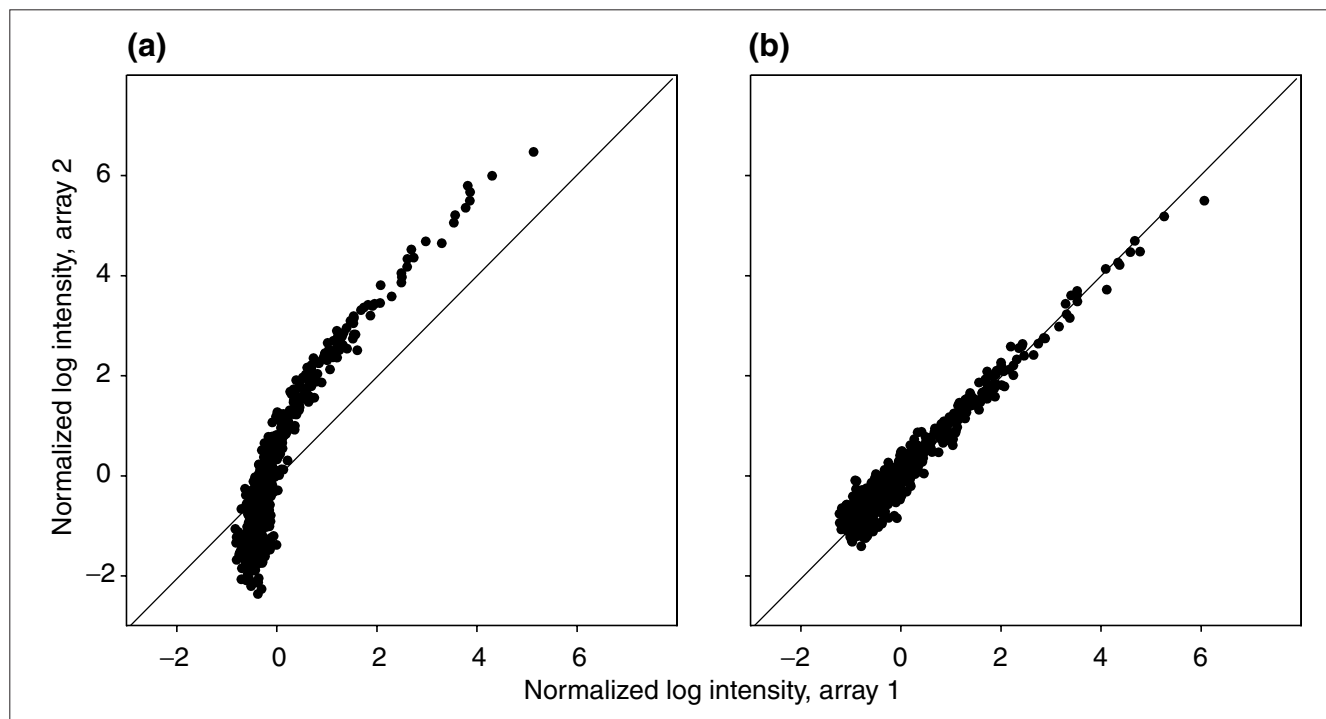 (a)
(b)
Normalized log intensity, array 2
6
4
2
0
–2
–2 0 2 4 6
–2 0 2 4 6
Normalized log intensity, array 1